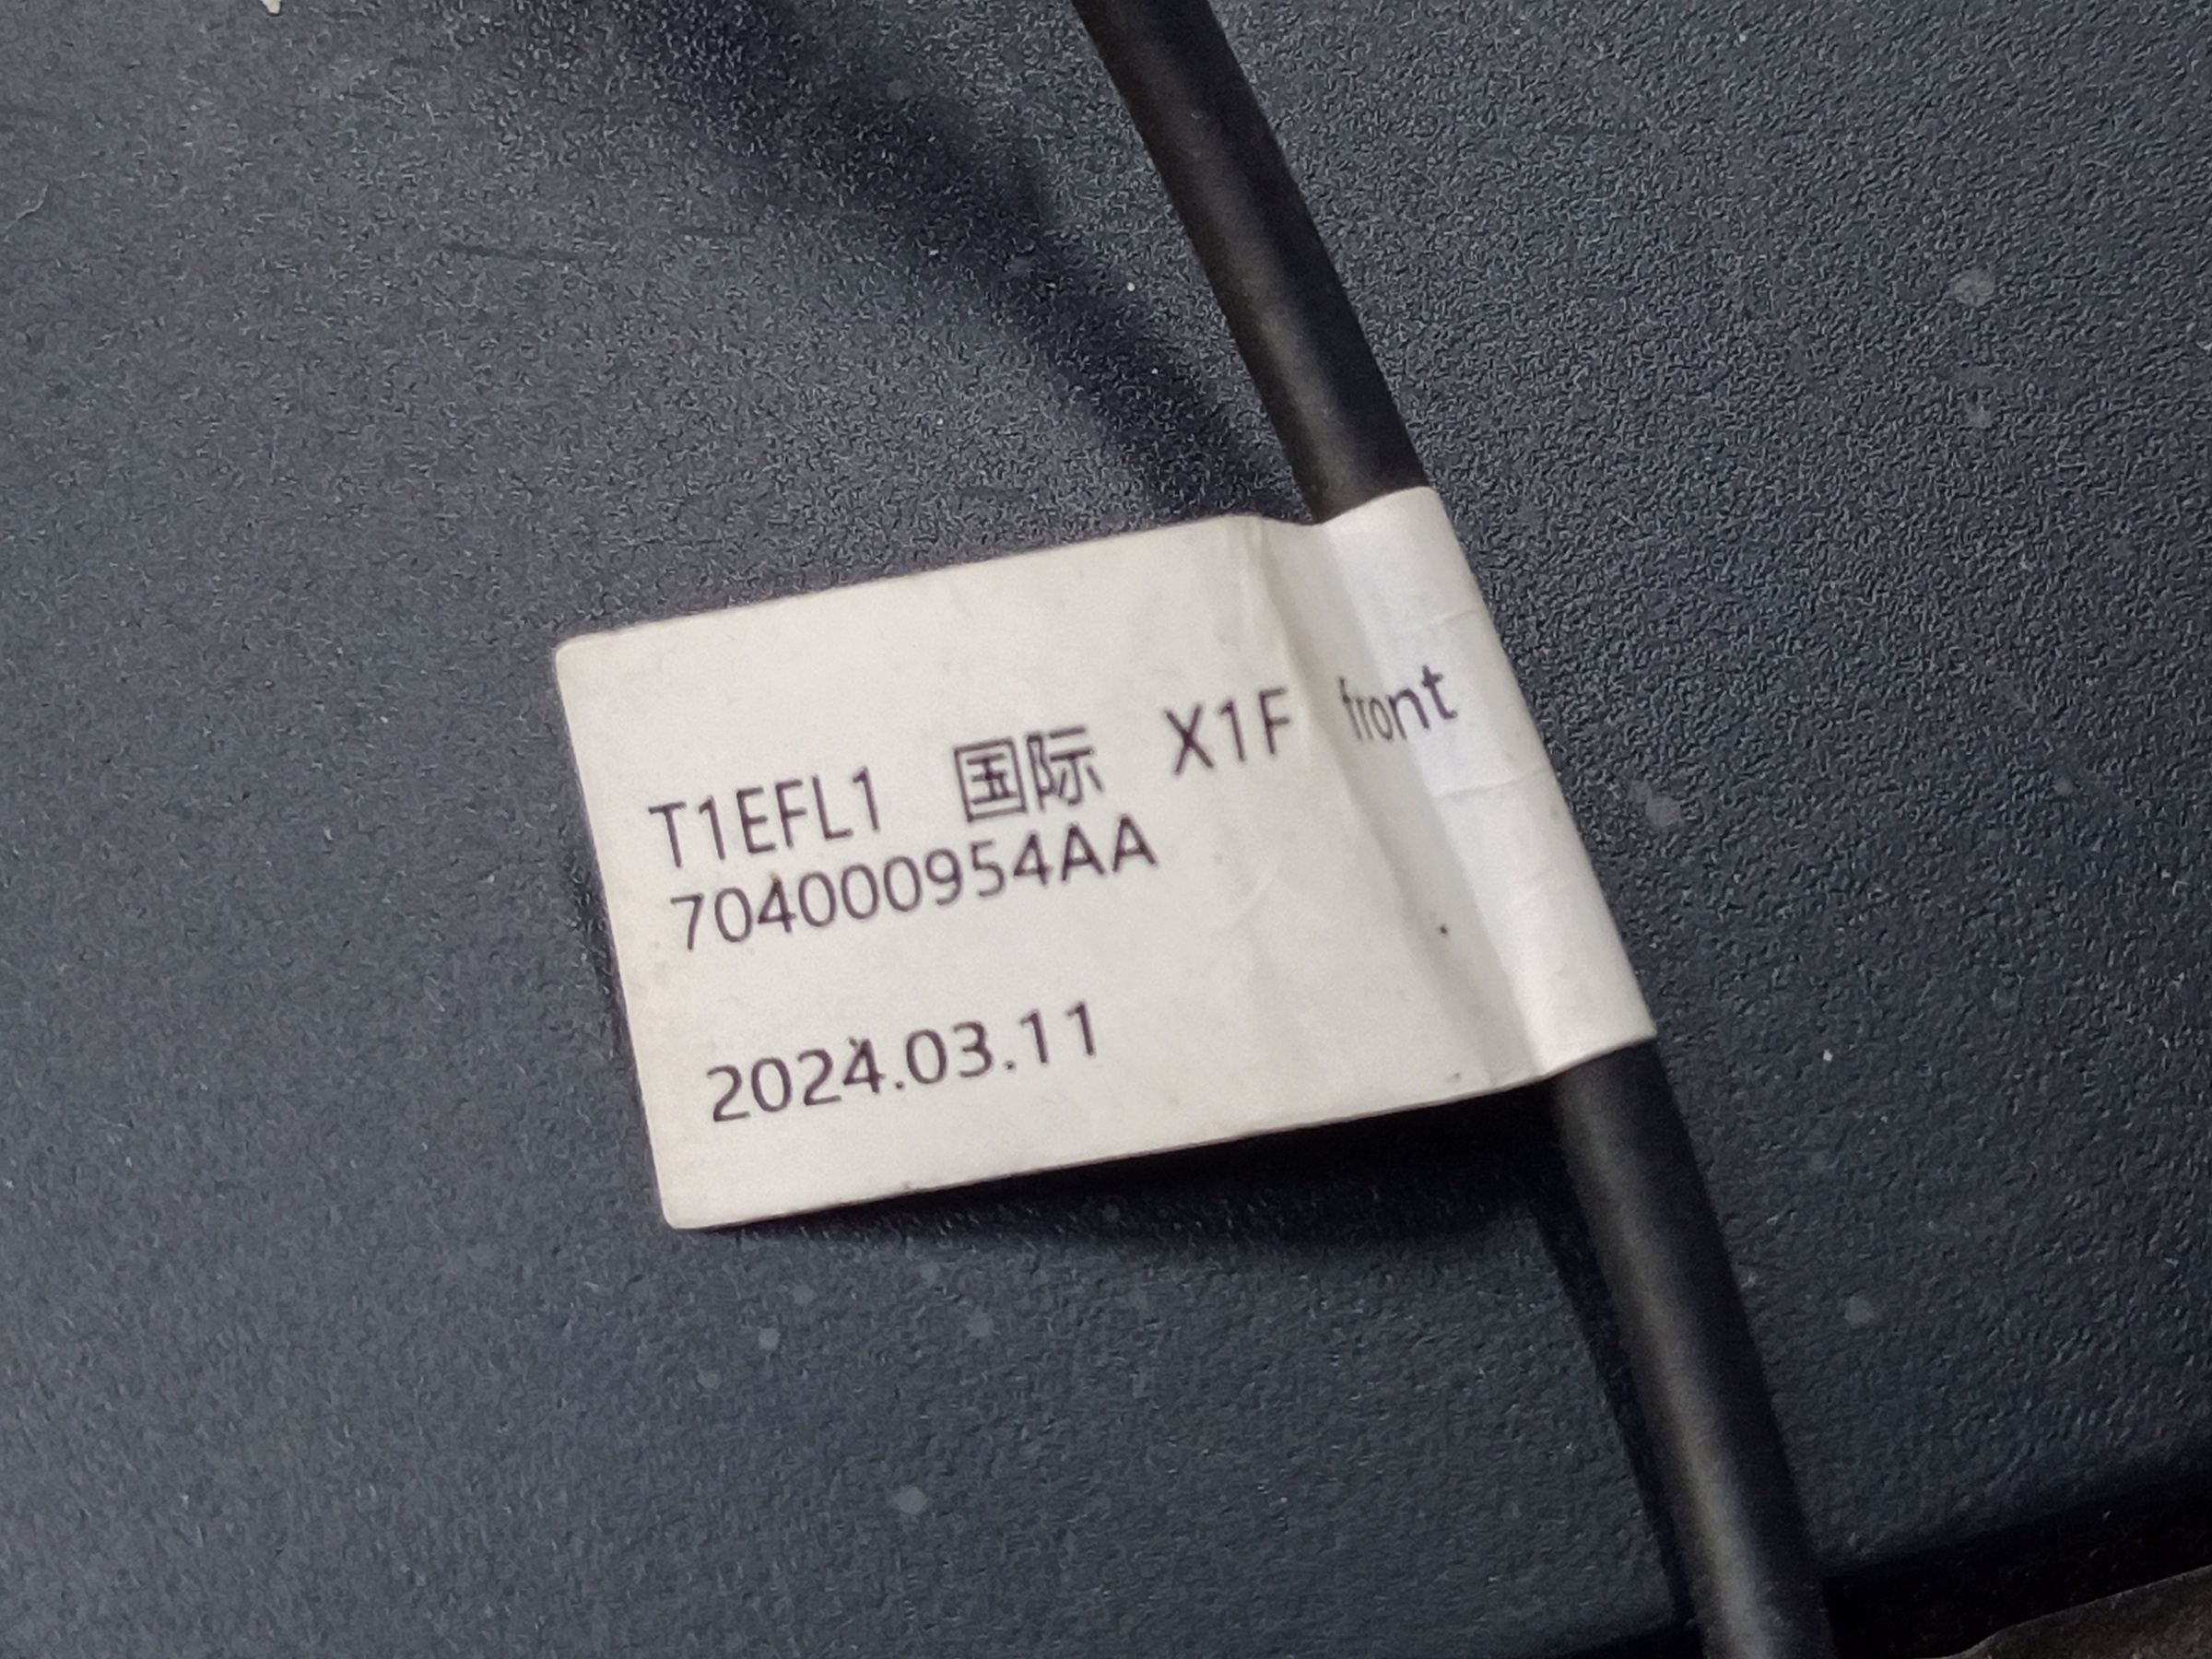 T1EFL1 国际 X1F front
704000954AA
2024.03.11